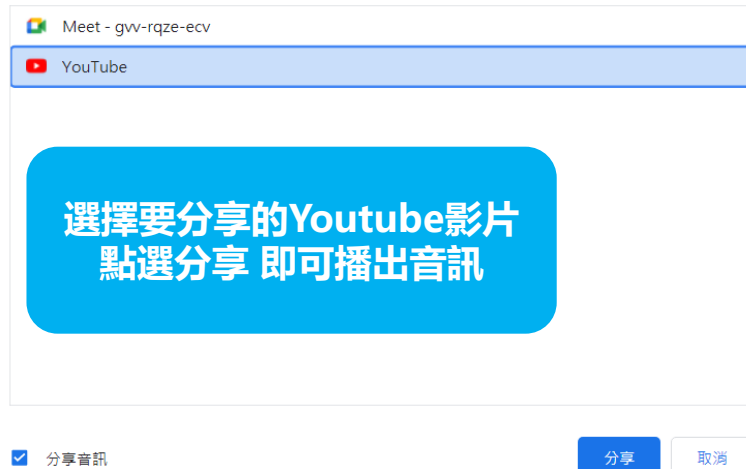 Meet - gvv-rqze-ecv
YouTube
選擇要分享的Youtube影片
點選分享 即可播出音訊
分享音訊
分享
取消